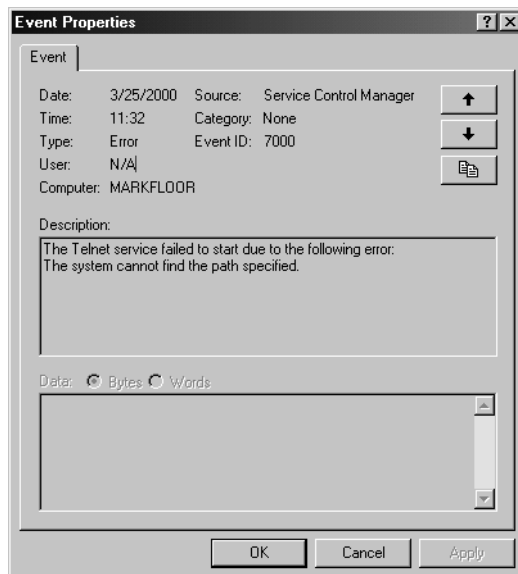 Event Properties
Event
Date: 3/25/2000 Source: Service Control Manager
Time: 11:32 Category: None
Type: Error Event ID: 7000
User: N/A
Computer: MARKFLOOR
Description:
The Telnet service failed to start due to the following error:
The system cannot find the path specified.
Data: Bytes Words
OK Cancel Apply